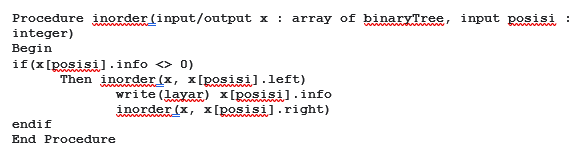 Procedure inorder(input/output x : array of binaryTree, input posisi :
integer)
Begin
if(x[posisi].info <> 0)
Then inorder(x, x[posisi].left)
write(layar) x[posisi].info
inorder(x, x[posisi].right)
endif
End Procedure